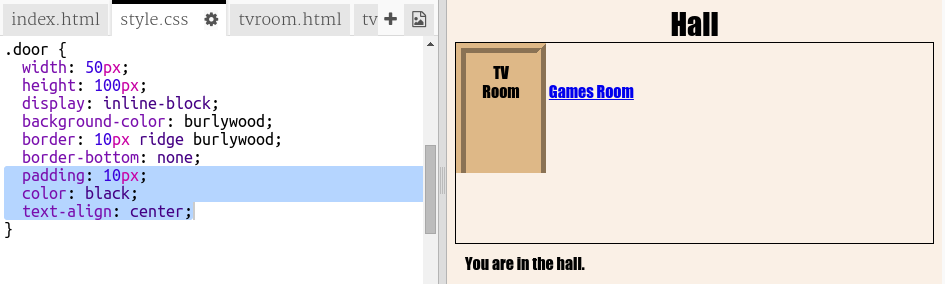 index.html style.css tvroom.html tv
.door {
width: 50px;
height: 100px;
display: inline-block;
background-color: burlywood;
border: 10px ridge burlywood;
border-bottom: none;
padding: 10px;
color: black;
text-align: center;
}
Hall
TV
Room
Games Room
You are in the hall.